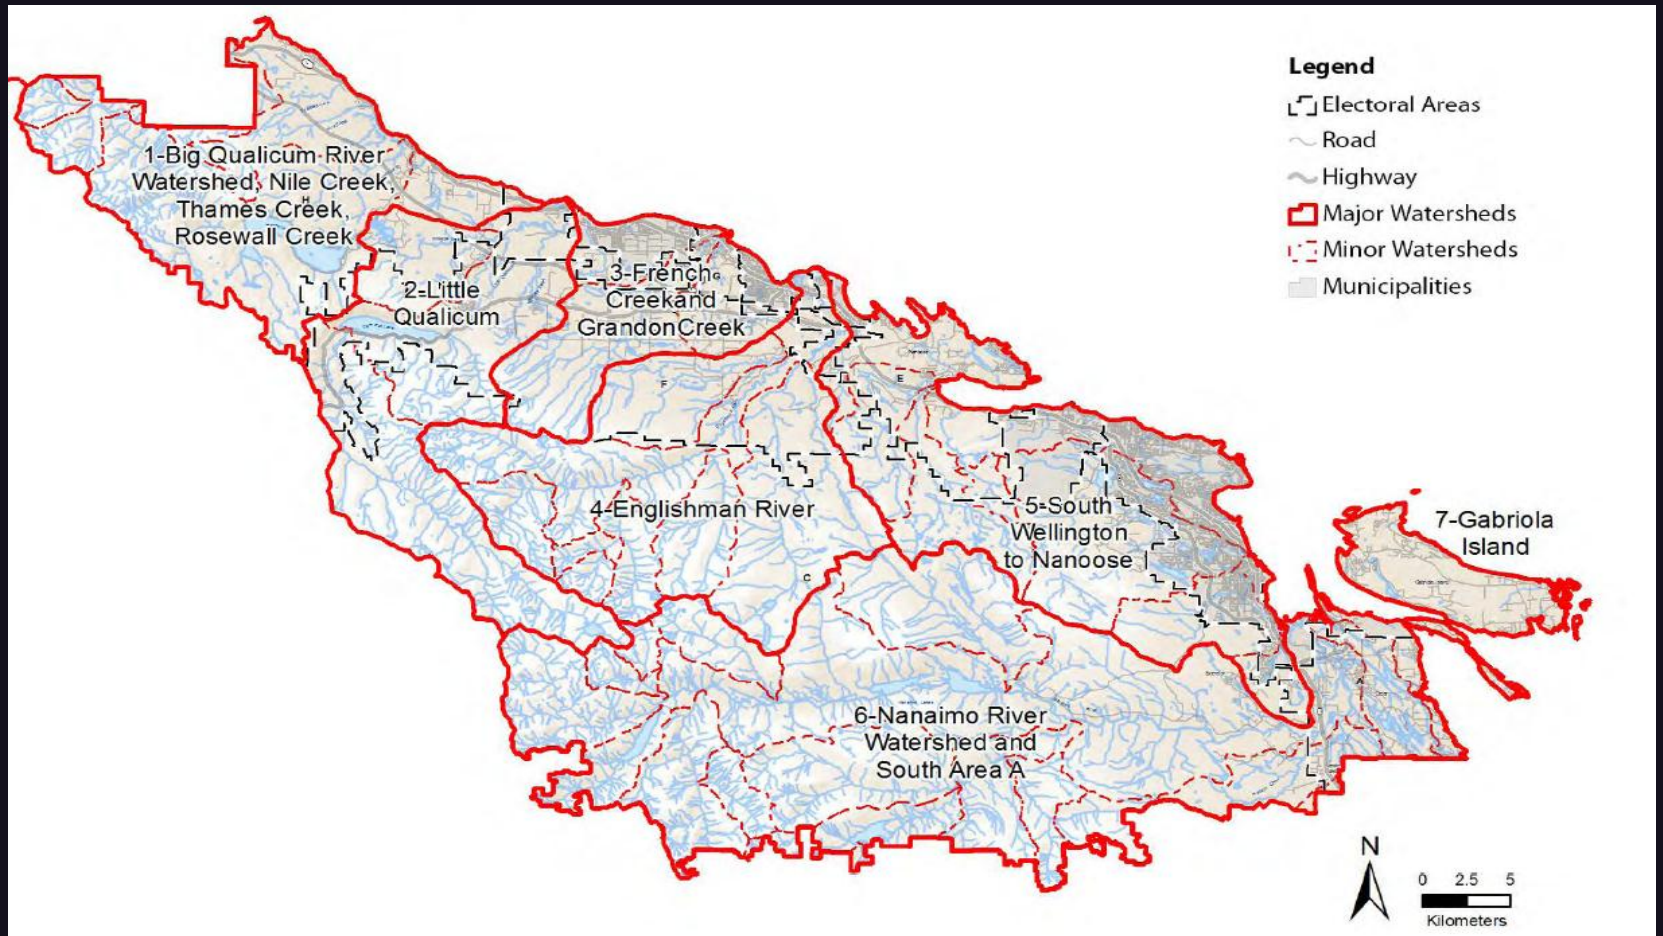 Legend
Electoral Areas
Road
Highway
Major Watersheds
Minor Watersheds
Municipalities
1-Big Qualicum River
Watershed, Nile Creek,
Thames Creek,
Rosewall Creek
H
2-Little
Qualicum
3-French
G
Creekand
GrandonCreek
F
E
4-Englishman River
C
5-South
Wellington
to Nanoose
7-Gabriola
Island
6-Nanaimo River
Watershed and
South Area A
A
N
0 2.5 5
Kilometers